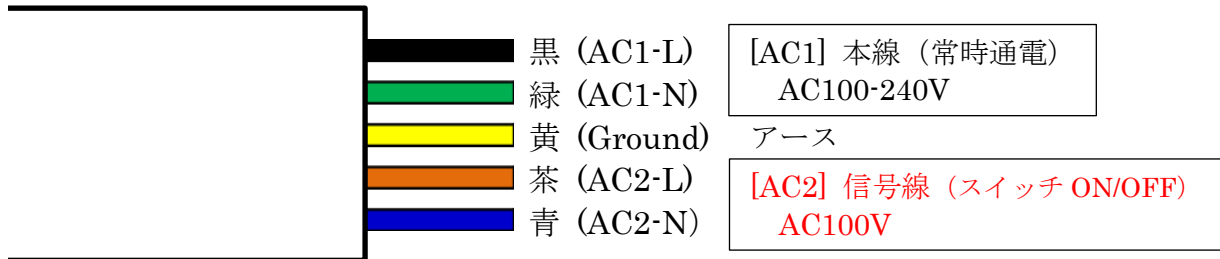 黒 (AC1-L)
[AC1] 本線（常時通電）
AC100-240V
緑 (AC1-N)
黄 (Ground)
アース
茶 (AC2-L)
[AC2] 信号線（スイッチ ON/OFF）
AC100V
青 (AC2-N）